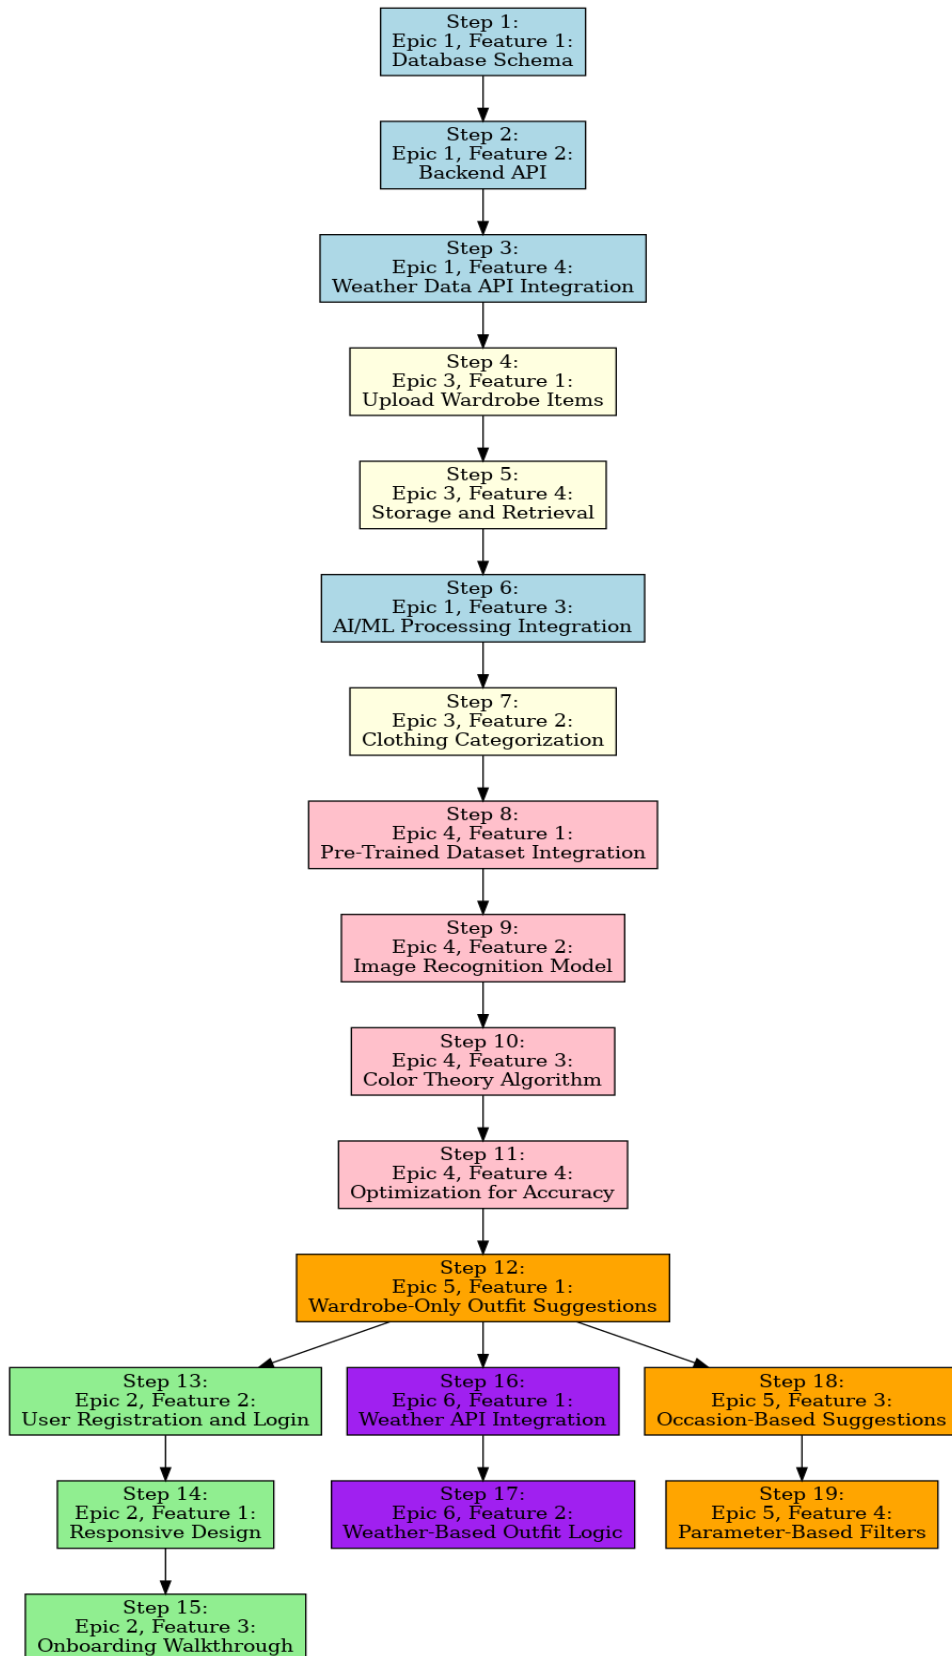 Step 1:
Epic 1, Feature 1:
Database Schema
Step 2:
Epic 1, Feature 2:
Backend API
Step 3:
Epic 1, Feature 4:
Weather Data API Integration
Step 4:
Epic 3, Feature 1:
Upload Wardrobe Items
Step 5:
Epic 3, Feature 4:
Storage and Retrieval
Step 6:
Epic 1, Feature 3:
AI/ML Processing Integration
Step 7:
Epic 3, Feature 2:
Clothing Categorization
Step 8:
Epic 4, Feature 1:
Pre-Trained Dataset Integration
Step 9:
Epic 4, Feature 2:
Image Recognition Model
Step 10:
Epic 4, Feature 3:
Color Theory Algorithm
Step 11:
Epic 4, Feature 4:
Optimization for Accuracy
Step 12:
Epic 5, Feature 1:
Wardrobe-Only Outfit Suggestions
Step 13:
Epic 2, Feature 2:
User Registration and Login
Step 16:
Epic 6, Feature 1:
Weather API Integration
Step 18:
Epic 5, Feature 3:
Occasion-Based Suggestions
Step 14:
Epic 2, Feature 1:
Responsive Design
Step 17:
Epic 6, Feature 2:
Weather-Based Outfit Logic
Step 19:
Epic 5, Feature 4:
Parameter-Based Filters
Step 15:
Epic 2, Feature 3:
Onboarding Walkthrough